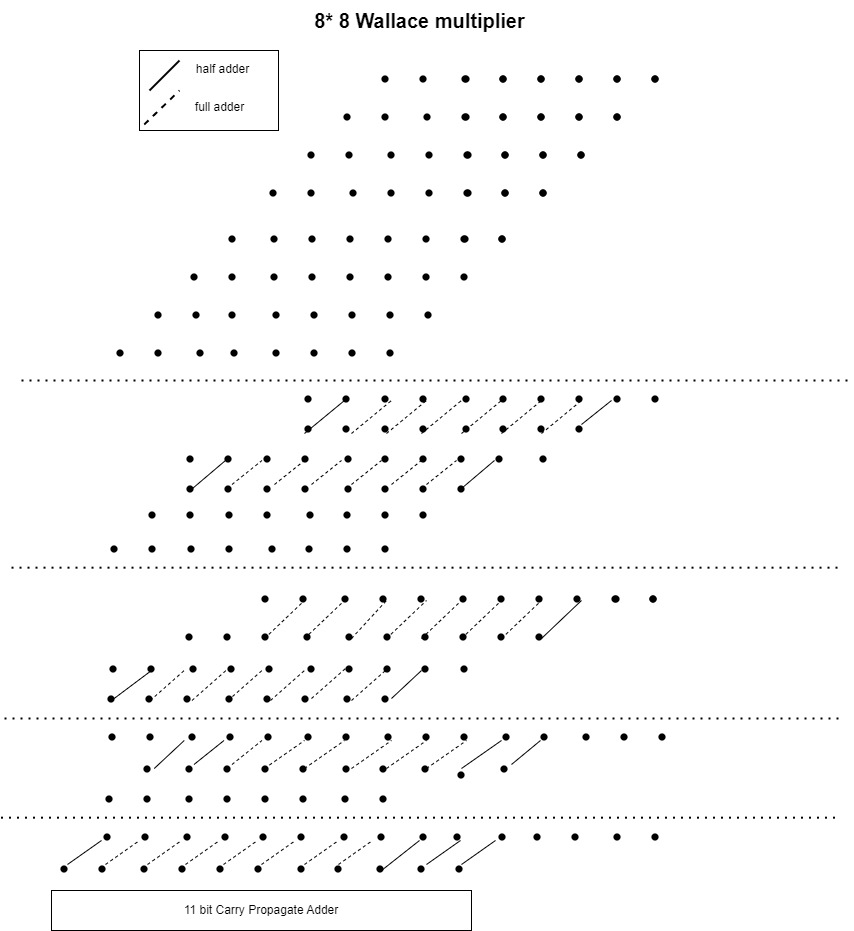 8* 8 Wallace multiplier
half adder
full adder
11 bit Carry Propagate Adder